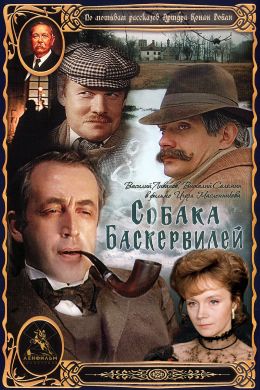 По мотивам рассказов Артура Конан Дойля
Василий Ливанов, Виталий Соломин
в фильме Игоря Масленникова
Собака
Баскервилей
ЛЕНФИЛЬМ